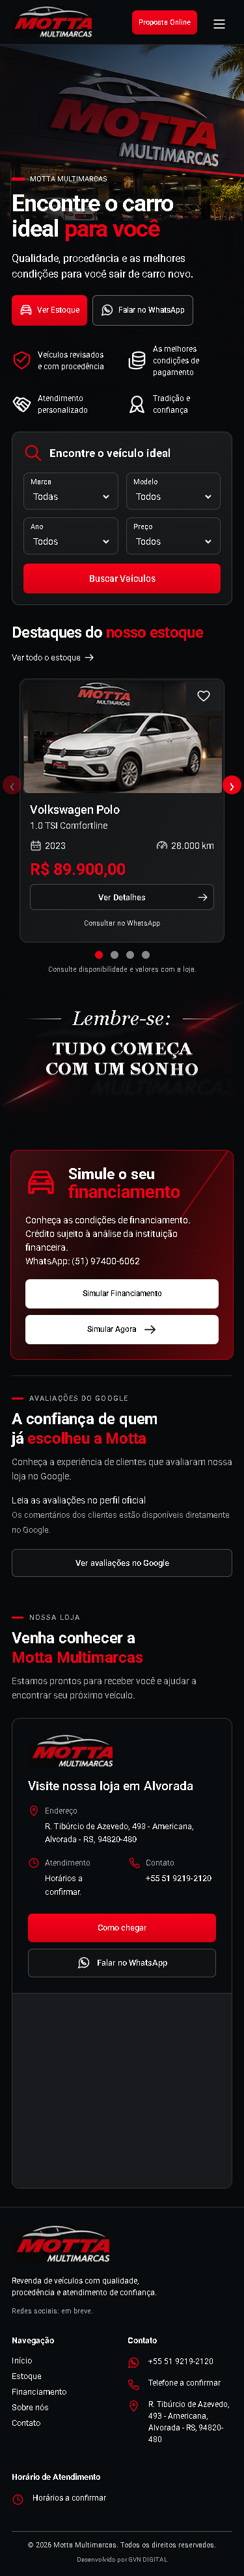 MOTTA
MULTIMARCAS
Proposta Online
MOTTA
MULTIMARCAS
MOTTA MULTIMARCAS
Encontre o carro
ideal para você
Qualidade, procedência e as melhores
condições para você sair de carro novo.
Ver Estoque
Falar no WhatsApp
Veículos revisados
e com procedência
As melhores
condições de
pagamento
Atendimento
personalizado
Tradição e
confiança
Encontre o veículo ideal
Marca
Todas
Modelo
Todos
Ano
Todos
Preço
Todos
Buscar Veículos
Destaques do nosso estoque
Ver todo o estoque
MOTTA
MULTIMARCAS
Volkswagen Polo
1.0 TSI Comfortline
2023
28.000 km
R$ 89.900,00
Ver Detalhes
Consultar no WhatsApp
Consulte disponibilidade e valores com a loja.
Lembre-se:
TUDO COMEÇA
COM UM SONHO
MULTIMARCAS
Simule o seu
financiamento
Conheça as condições de financiamento.
Crédito sujeito à análise da instituição
financeira.
WhatsApp: (51) 97400-6062
Simular Financiamento
Simular Agora
AVALIAÇÕES DO GOOGLE
A confiança de quem
já escolheu a Motta
Conheça a experiência de clientes que avaliaram nossa
loja no Google.
Leia as avaliações no perfil oficial
Os comentários dos clientes estão disponíveis diretamente
no Google.
Ver avaliações no Google
NOSSA LOJA
Venha conhecer a
Motta Multimarcas
Estamos prontos para receber você e ajudar a
encontrar seu próximo veículo.
MOTTA
MULTIMARCAS
Visite nossa loja em Alvorada
Endereço
R. Tibúrcio de Azevedo, 493 - Americana,
Alvorada - RS, 94820-480
Atendimento
Horários a
confirmar.
Contato
+55 51 9219-2120
Como chegar
Falar no WhatsApp
MOTTA
MULTIMARCAS
Revenda de veículos com qualidade,
procedência e atendimento de confiança.
Redes sociais: em breve.
Navegação
Início
Estoque
Financiamento
Sobre nós
Contato
Contato
+55 51 9219-2120
Telefone a confirmar
R. Tibúrcio de Azevedo,
493 - Americana,
Alvorada - RS, 94820-
480
Horário de Atendimento
Horários a confirmar
© 2026 Motta Multimarcas. Todos os direitos reservados.
Desenvolvido por GVN DIGITAL